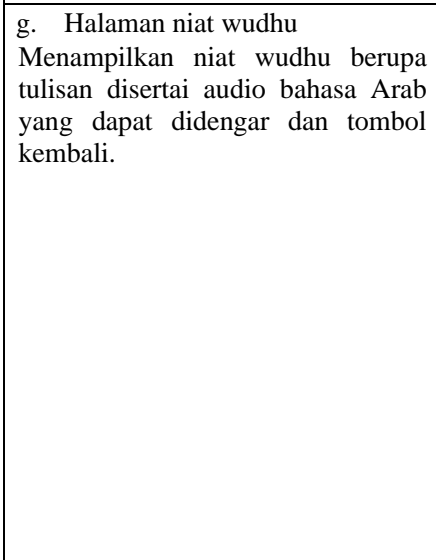 g. Halaman niat wudhu
Menampilkan niat wudhu berupa
tulisan disertai audio bahasa Arab
yang dapat didengar dan tombol
kembali.